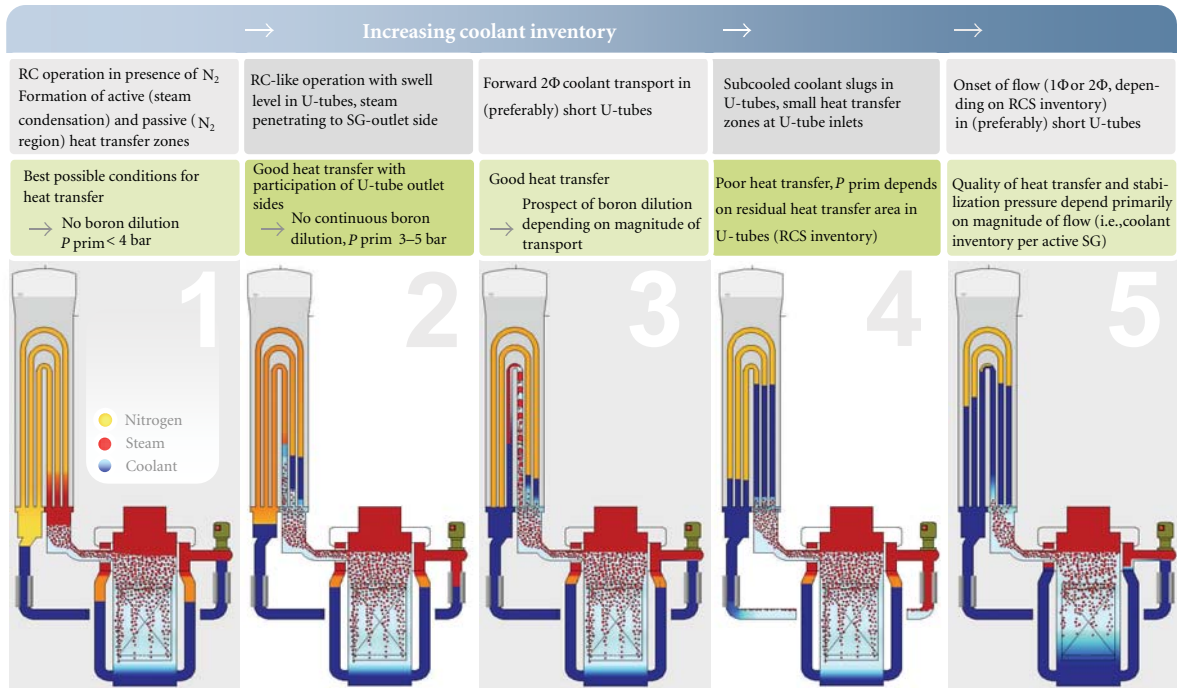 Increasing coolant inventory
RC operation in presence of N₂
Formation of active (steam
condensation) and passive (N₂
region) heat transfer zones
RC-like operation with swell
level in U-tubes, steam
penetrating to SG-outlet side
Forward 2Φ coolant transport in
(preferably) short U-tubes
Subcooled coolant slugs in
U-tubes, small heat transfer
zones at U-tube inlets
Onset of flow (1Φ or 2Φ, depen-
ding on RCS inventory)
in (preferably) short U-tubes
Best possible conditions for
heat transfer
→ No boron dilution
P prim < 4 bar
Good heat transfer with
participation of U-tube outlet
sides
→ No continuous boron
dilution, P prim 3–5 bar
Good heat transfer
→ Prospect of boron dilution
depending on magnitude of
transport
Poor heat transfer, P prim depends
on residual heat transfer area in
U-tubes (RCS inventory)
Quality of heat transfer and stabi-
lization pressure depend primarily
on magnitude of flow (i.e.,coolant
inventory per active SG)
1
2
3
4
5
Nitrogen
Steam
Coolant